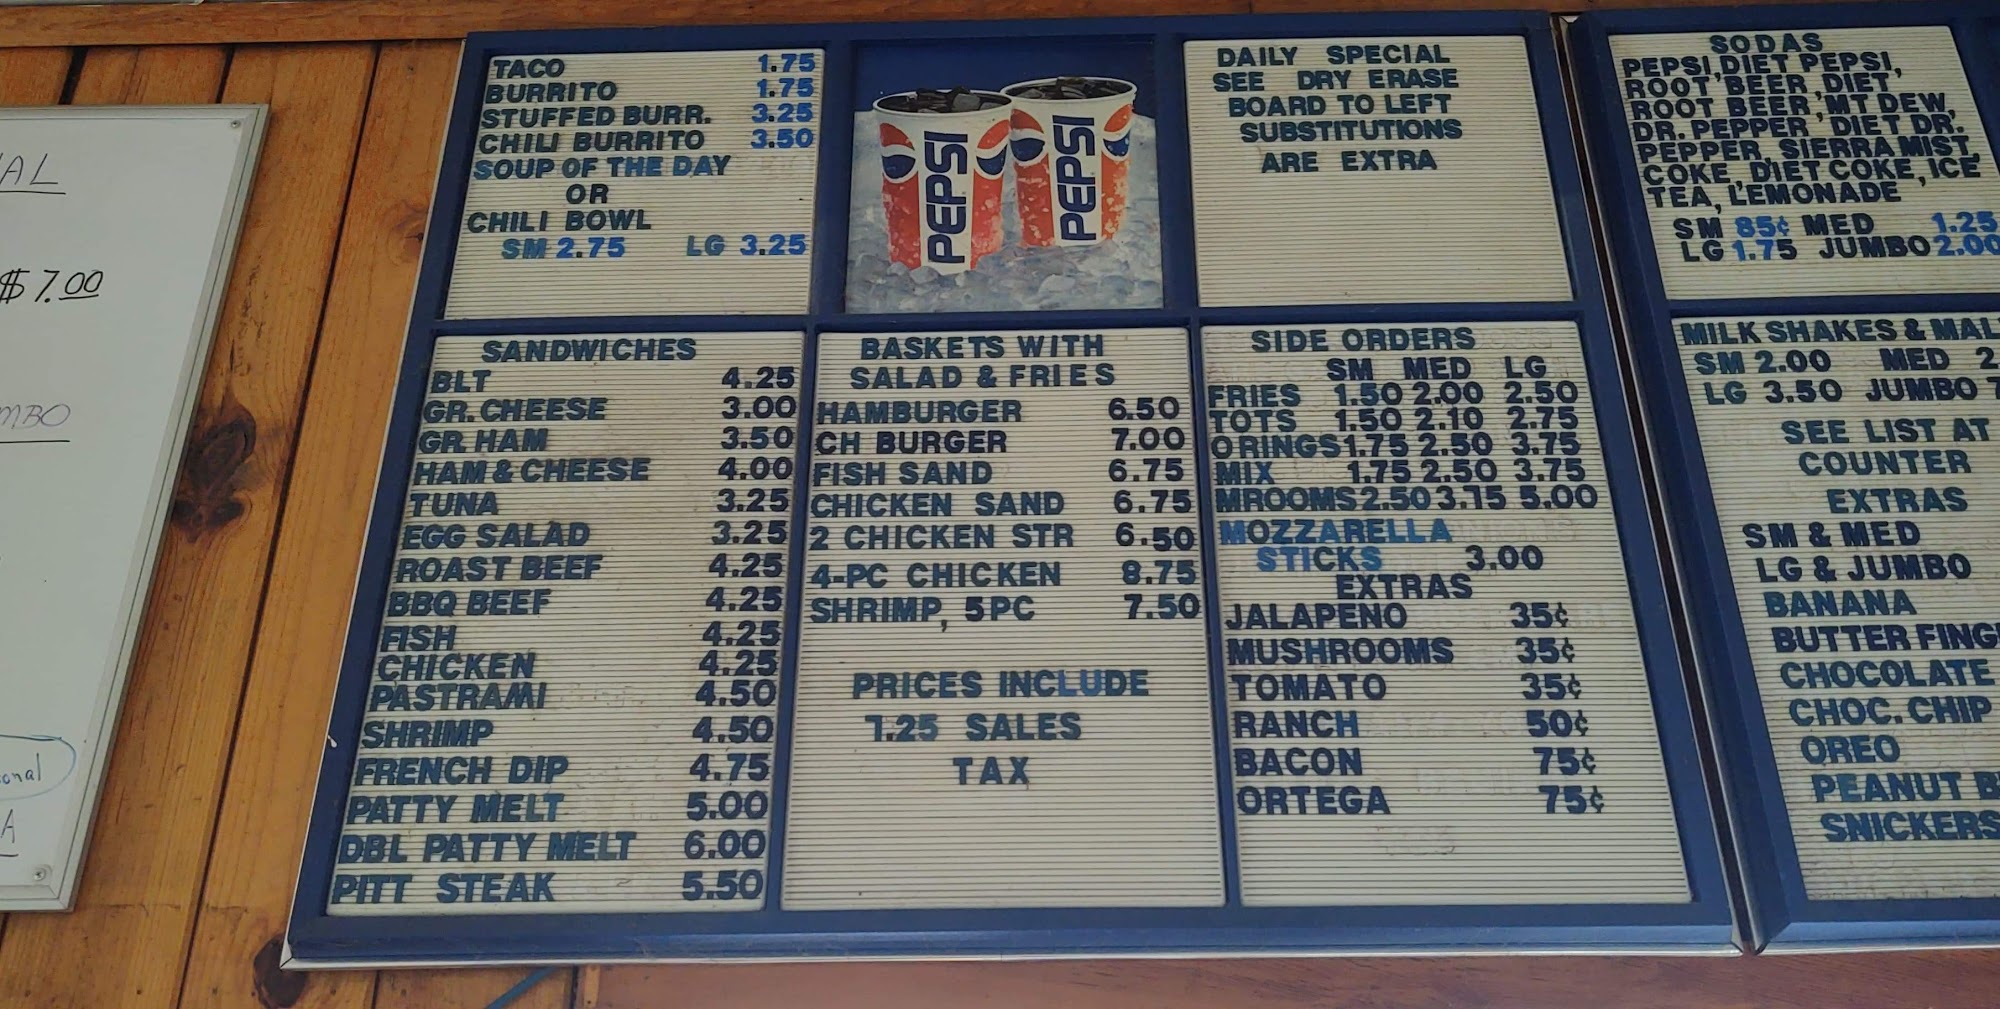 AL
$7.00
MBO
onal
A
TACO 1.75
BURRITO 1.75
STUFFED BURR. 3.25
CHILI BURRITO 3.50
SOUP OF THE DAY
OR
CHILI BOWL
SM 2.75 LG 3.25
PEPSI PEPSI
DAILY SPECIAL
SEE DRY ERASE
BOARD TO LEFT
SUBSTITUTIONS
ARE EXTRA
SANDWICHES
BLT 4.25
GR. CHEESE 3.00
GR. HAM 3.50
HAM & CHEESE 4.00
TUNA 3.25
EGG SALAD 3.25
ROAST BEEF 4.25
BBQ BEEF 4.25
FISH 4.25
CHICKEN 4.25
PASTRAMI 4.50
SHRIMP 4.50
FRENCH DIP 4.75
PATTY MELT 5.00
DBL PATTY MELT 6.00
PITT STEAK 5.50
BASKETS WITH
SALAD & FRIES
HAMBURGER 6.50
CH BURGER 7.00
FISH SAND 6.75
CHICKEN SAND 6.75
2 CHICKEN STR 6.50
4-PC CHICKEN 8.75
SHRIMP, 5PC 7.50
PRICES INCLUDE
7.25 SALES
TAX
SIDE ORDERS
SM MED LG
FRIES 1.50 2.00 2.50
TOTS 1.50 2.10 2.75
O RINGS 1.75 2.50 3.75
MIX 1.75 2.50 3.75
MROOMS 2.50 3.75 5.00
MOZZARELLA
STICKS 3.00
EXTRAS
JALAPENO 35¢
MUSHROOMS 35¢
TOMATO 35¢
RANCH 50¢
BACON 75¢
ORTEGA 75¢
SODAS
PEPSI, DIET PEPSI,
ROOT BEER, DIET
ROOT BEER, MT DEW,
DR. PEPPER, DIET DR.
PEPPER, SIERRA MIST,
COKE, DIET COKE, ICE
TEA, LEMONADE
SM 85¢ MED 1.25
LG 1.75 JUMBO 2.00
MILK SHAKES & MAL
SM 2.00 MED 2.
LG 3.50 JUMBO
SEE LIST AT
COUNTER
EXTRAS
SM & MED
LG & JUMBO
BANANA
BUTTER FING
CHOCOLATE
CHOC. CHIP
OREO
PEANUT B
SNICKERS